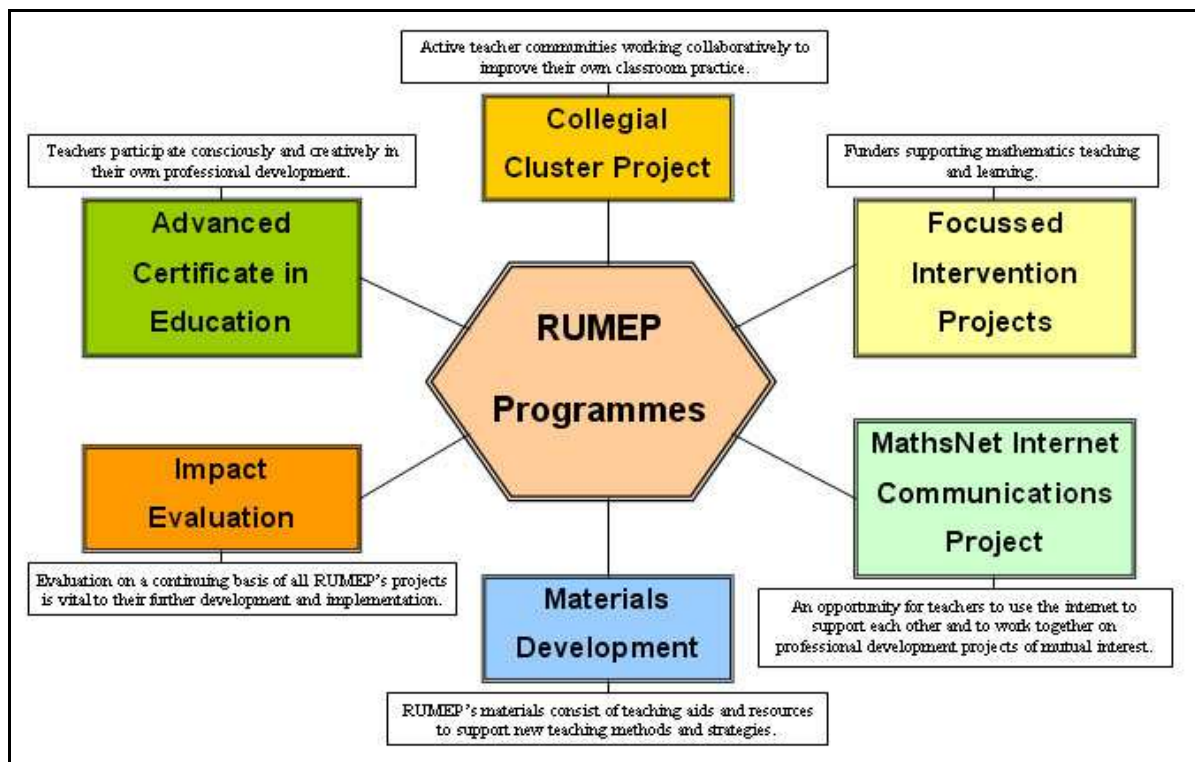 Active teacher communities working collaboratively to
improve their own classroom practice.
Collegial
Cluster Project
Teachers participate consciously and creatively in
their own professional development.
Advanced
Certificate in
Education
Funders supporting mathematics teaching
and learning.
Focussed
Intervention
Projects
RUMEP
Programmes
Impact
Evaluation
Evaluation on a continuing basis of all RUMEP's projects
is vital to their further development and implementation.
MathsNet Internet
Communications
Project
An opportunity for teachers to use the internet to
support each other and to work together on
professional development projects of mutual interest.
Materials
Development
RUMEP's materials consist of teaching aids and resources
to support new teaching methods and strategies.